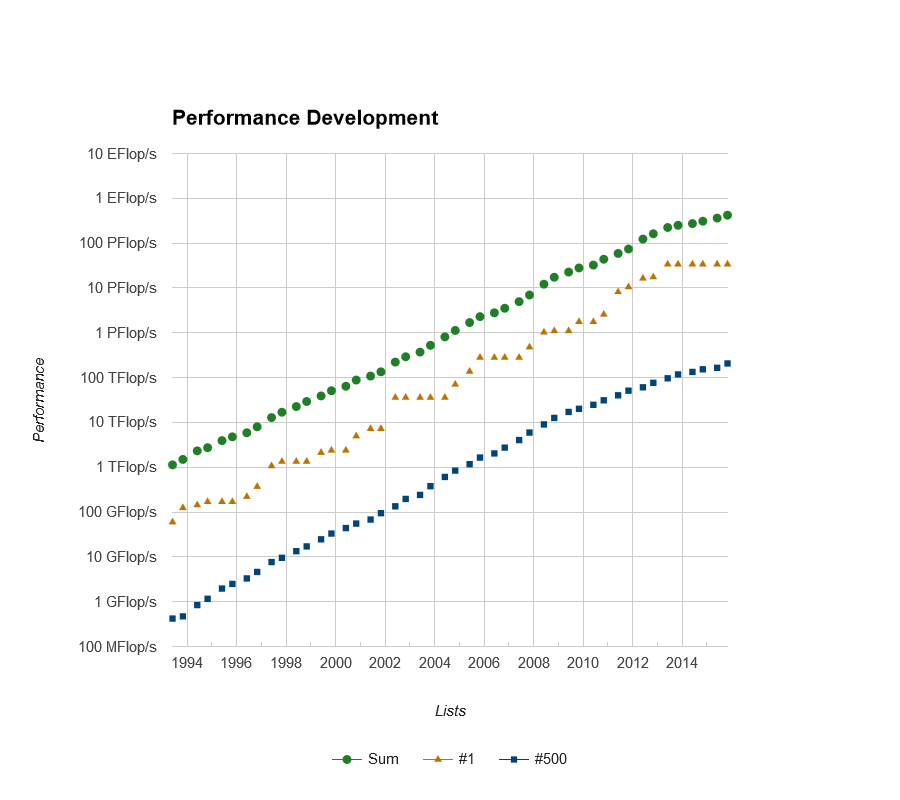 Performance Development
10 EFlop/s
1 EFlop/s
100 PFlop/s
10 PFlop/s
1 PFlop/s
100 TFlop/s
10 TFlop/s
1 TFlop/s
100 GFlop/s
10 GFlop/s
1 GFlop/s
100 MFlop/s
Performance
1994 1996 1998 2000 2002 2004 2006 2008 2010 2012 2014
Lists
Sum #1 #500